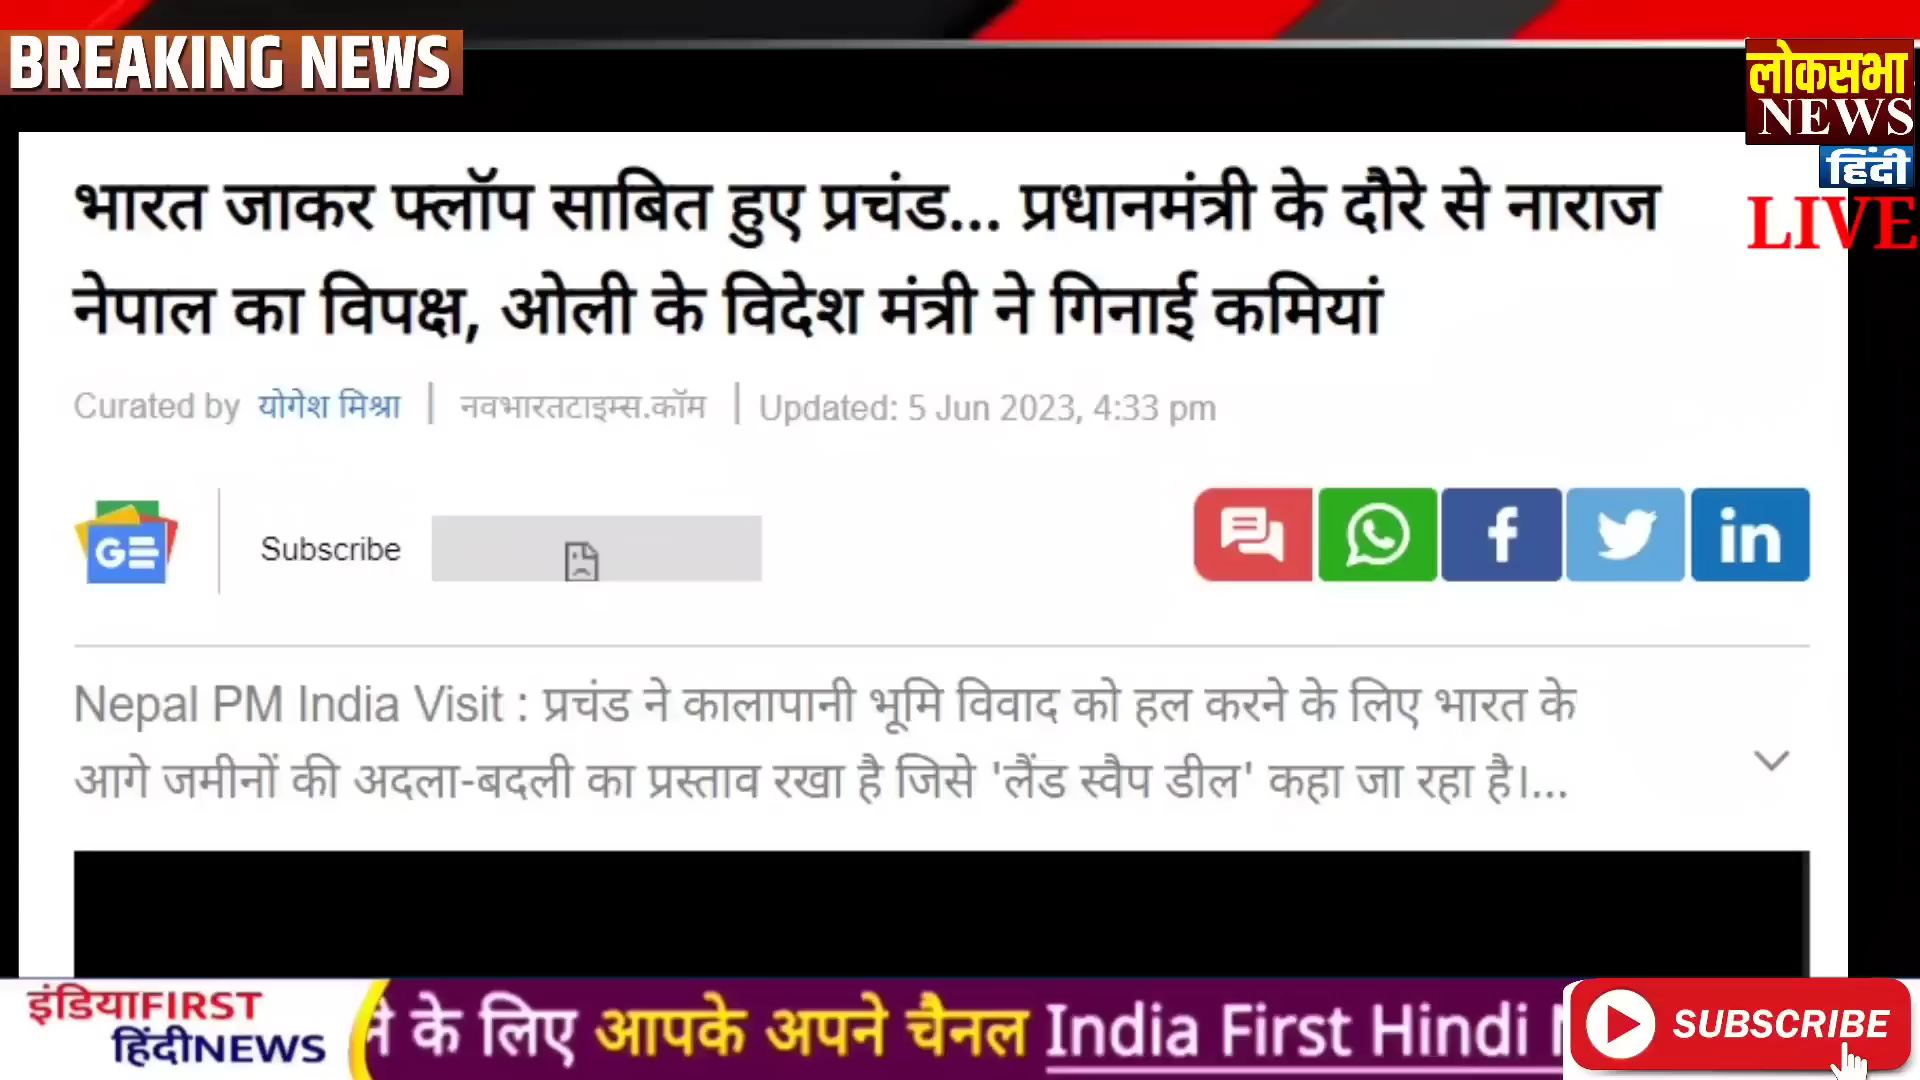 BREAKING NEWS
लोकसभा
NEWS
हिंदी
LIVE
भारत जाकर फ्लॉप साबित हुए प्रचंड... प्रधानमंत्री के दौरे से नाराज
नेपाल का विपक्ष, ओली के विदेश मंत्री ने गिनाई कमियां
Curated by योगेश मिश्रा | नवभारतटाइम्स.कॉम | Updated: 5 Jun 2023, 4:33 pm
GE Subscribe
f in
Nepal PM India Visit : प्रचंड ने कालापानी भूमि विवाद को हल करने के लिए भारत के
आगे जमीनों की अदला-बदली का प्रस्ताव रखा है जिसे 'लैंड स्वैप डील' कहा जा रहा है।...
इंडियाFIRST
हिंदीNEWS
के लिए आपके अपने चैनल India First Hindi
SUBSCRIBE